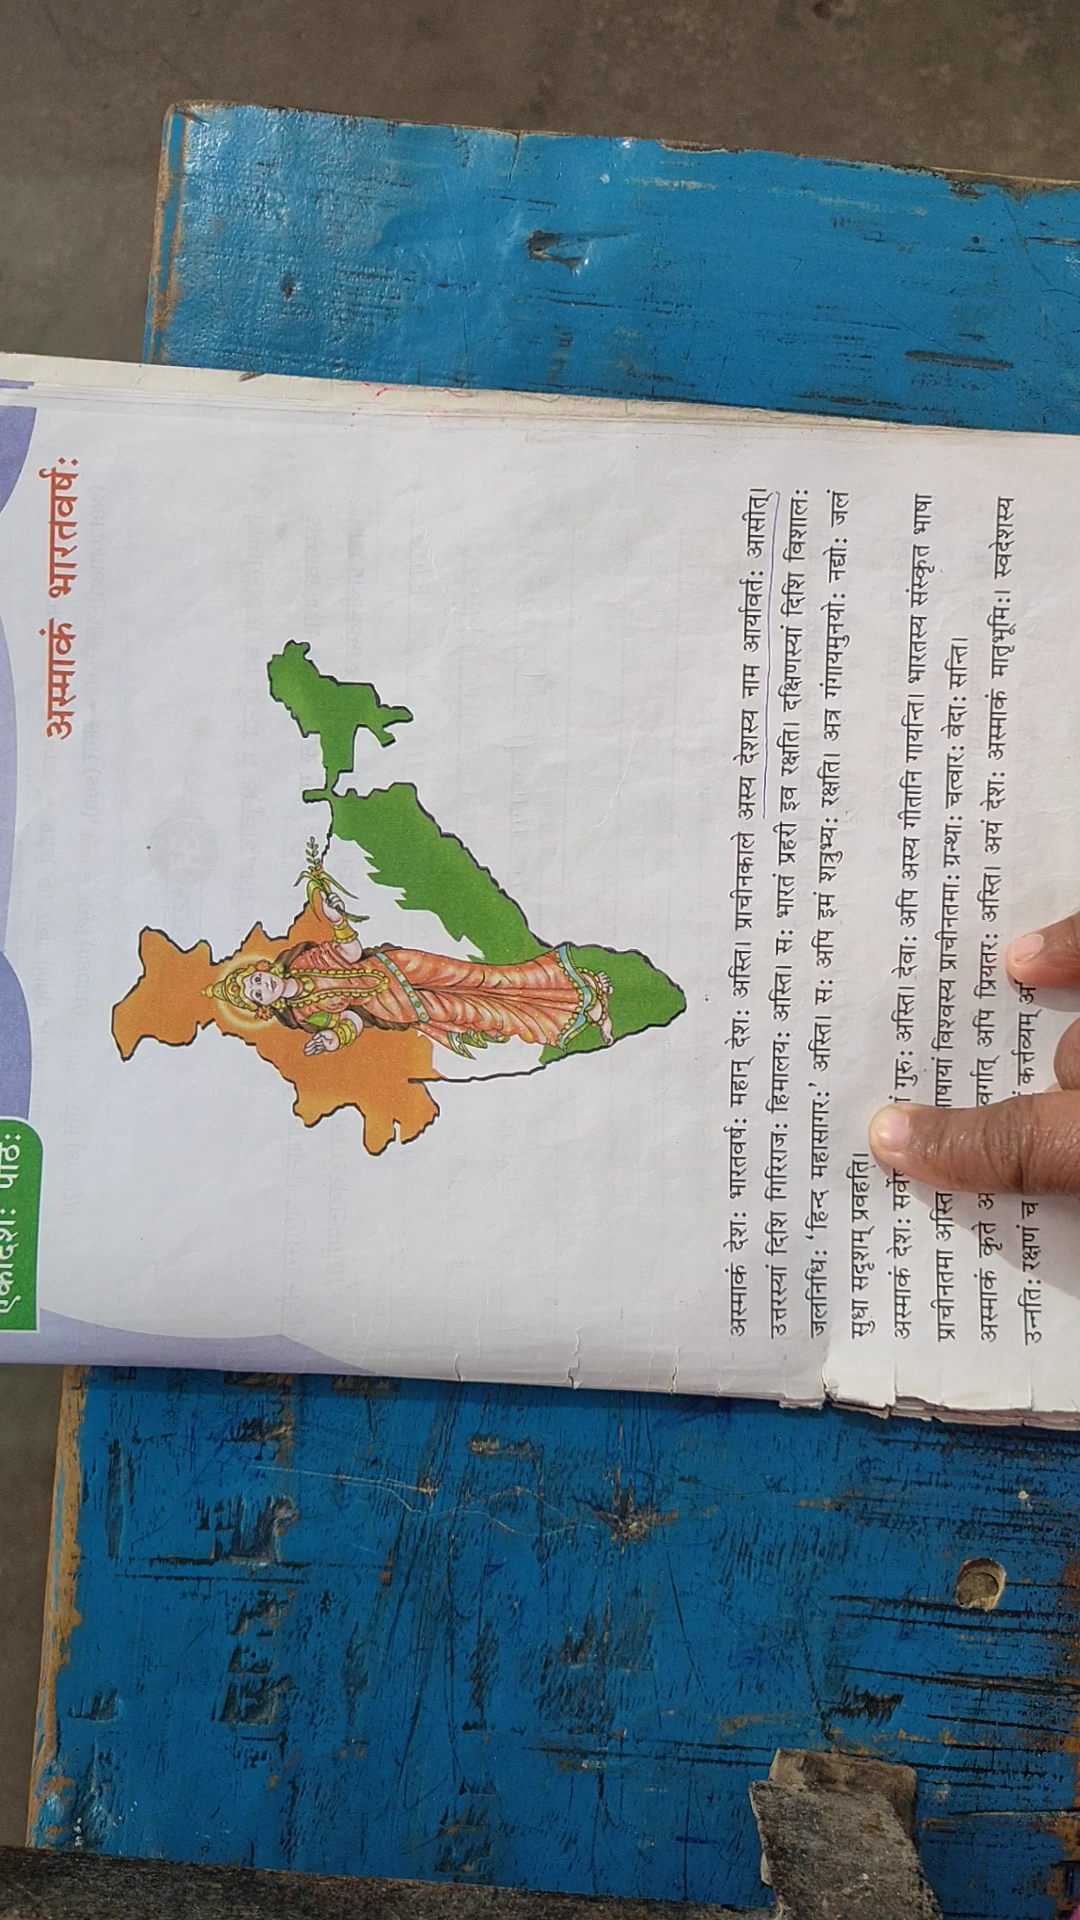 एकादशः पाठः
अस्माकं भारतवर्षः
अस्माकं देशः भारतवर्षः महान् देशः अस्ति। प्राचीनकाले अस्य देशस्य नाम आर्यावर्तः आसीत्।
उत्तरस्यां दिशि गिरिराजः हिमालयः अस्ति। सः भारतं प्रहरी इव रक्षति। दक्षिणस्यां दिशि विशालः
जलनिधिः 'हिन्द महासागरः' अस्ति। सः अपि इमं शत्रुभ्यः रक्षति। अत्र गंगायमुनयोः नद्योः जलं
सुधा सदृशम् प्रवहति।
अस्माकं देशः गुरुः अस्ति। देवाः अपि अस्य गीतानि गायन्ति। भारतस्य संस्कृत भाषा
प्राचीनतमा अस्ति विश्वस्य प्राचीनतमाः ग्रन्थाः चत्वारः वेदाः सन्ति।
अस्माकं कृते अपि प्रियतरः अस्ति। अयं देशः अस्माकं मातृभूमिः। स्वदेशस्य
उन्नतिः रक्षणं च कर्त्तव्यम्